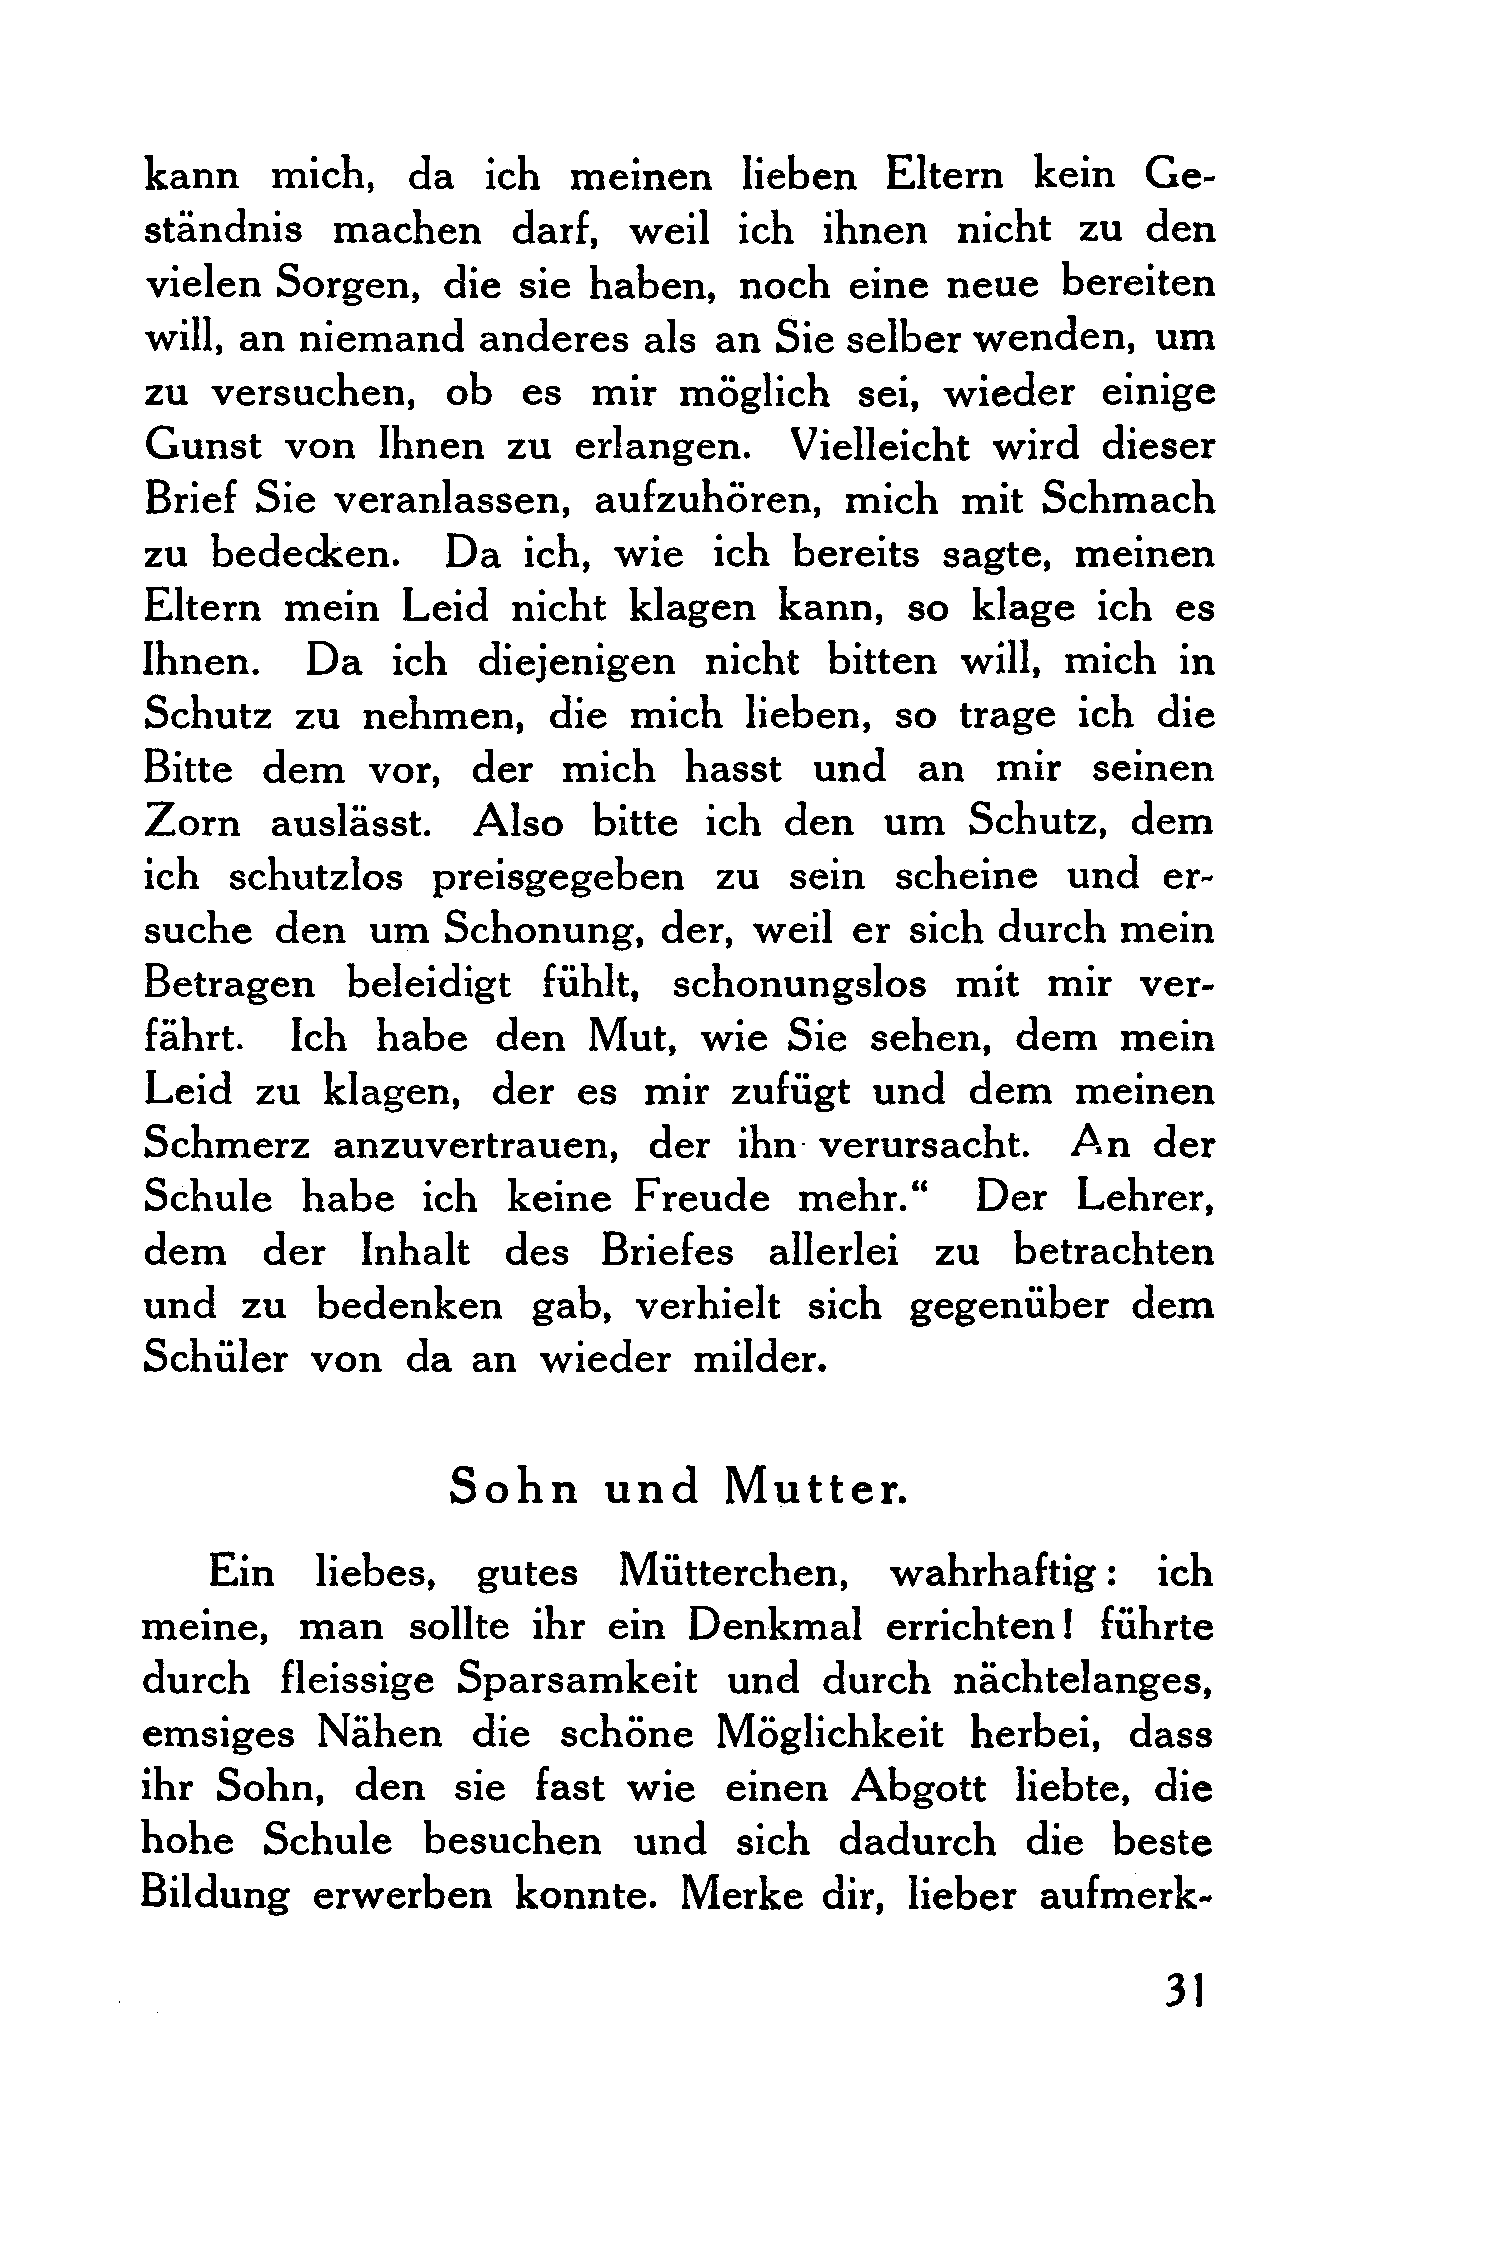 kann mich, da ich meinen lieben Eltern kein Ge-
ständnis machen darf, weil ich ihnen nicht zu den
vielen Sorgen, die sie haben, noch eine neue bereiten
will, an niemand anderes als an Sie selber wenden, um
zu versuchen, ob es mir möglich sei, wieder einige
Gunst von Ihnen zu erlangen. Vielleicht wird dieser
Brief Sie veranlassen, aufzuhören, mich mit Schmach
zu bedecken. Da ich, wie ich bereits sagte, meinen
Eltern mein Leid nicht klagen kann, so klage ich es
Ihnen. Da ich diejenigen nicht bitten will, mich in
Schutz zu nehmen, die mich lieben, so trage ich die
Bitte dem vor, der mich hasst und an mir seinen
Zorn auslässt. Also bitte ich den um Schutz, dem
ich schutzlos preisgegeben zu sein scheine und er-
suche den um Schonung, der, weil er sich durch mein
Betragen beleidigt fühlt, schonungslos mit mir ver-
fährt. Ich habe den Mut, wie Sie sehen, dem mein
Leid zu klagen, der es mir zufügt und dem meinen
Schmerz anzuvertrauen, der ihn verursacht. An der
Schule habe ich keine Freude mehr.“ Der Lehrer,
dem der Inhalt des Briefes allerlei zu betrachten
und zu bedenken gab, verhielt sich gegenüber dem
Schüler von da an wieder milder.
Sohn und Mutter.
Ein liebes, gutes Mütterchen, wahrhaftig: ich
meine, man sollte ihr ein Denkmal errichten! führte
durch fleissige Sparsamkeit und durch nächtelanges,
emsiges Nähen die schöne Möglichkeit herbei, dass
ihr Sohn, den sie fast wie einen Abgott liebte, die
hohe Schule besuchen und sich dadurch die beste
Bildung erwerben konnte. Merke dir, lieber aufmerk-
31